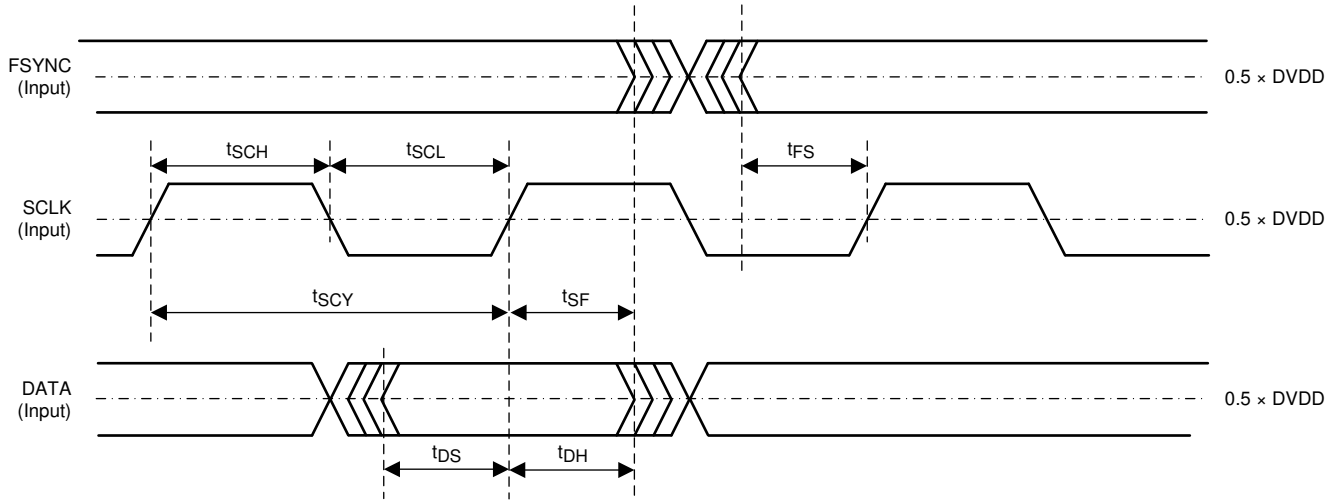 FSYNC
(Input)
0.5 × DVDD
tSCH
tSCL
tFS
SCLK
(Input)
0.5 × DVDD
tSCY
tSF
DATA
(Input)
0.5 × DVDD
tDS
tDH